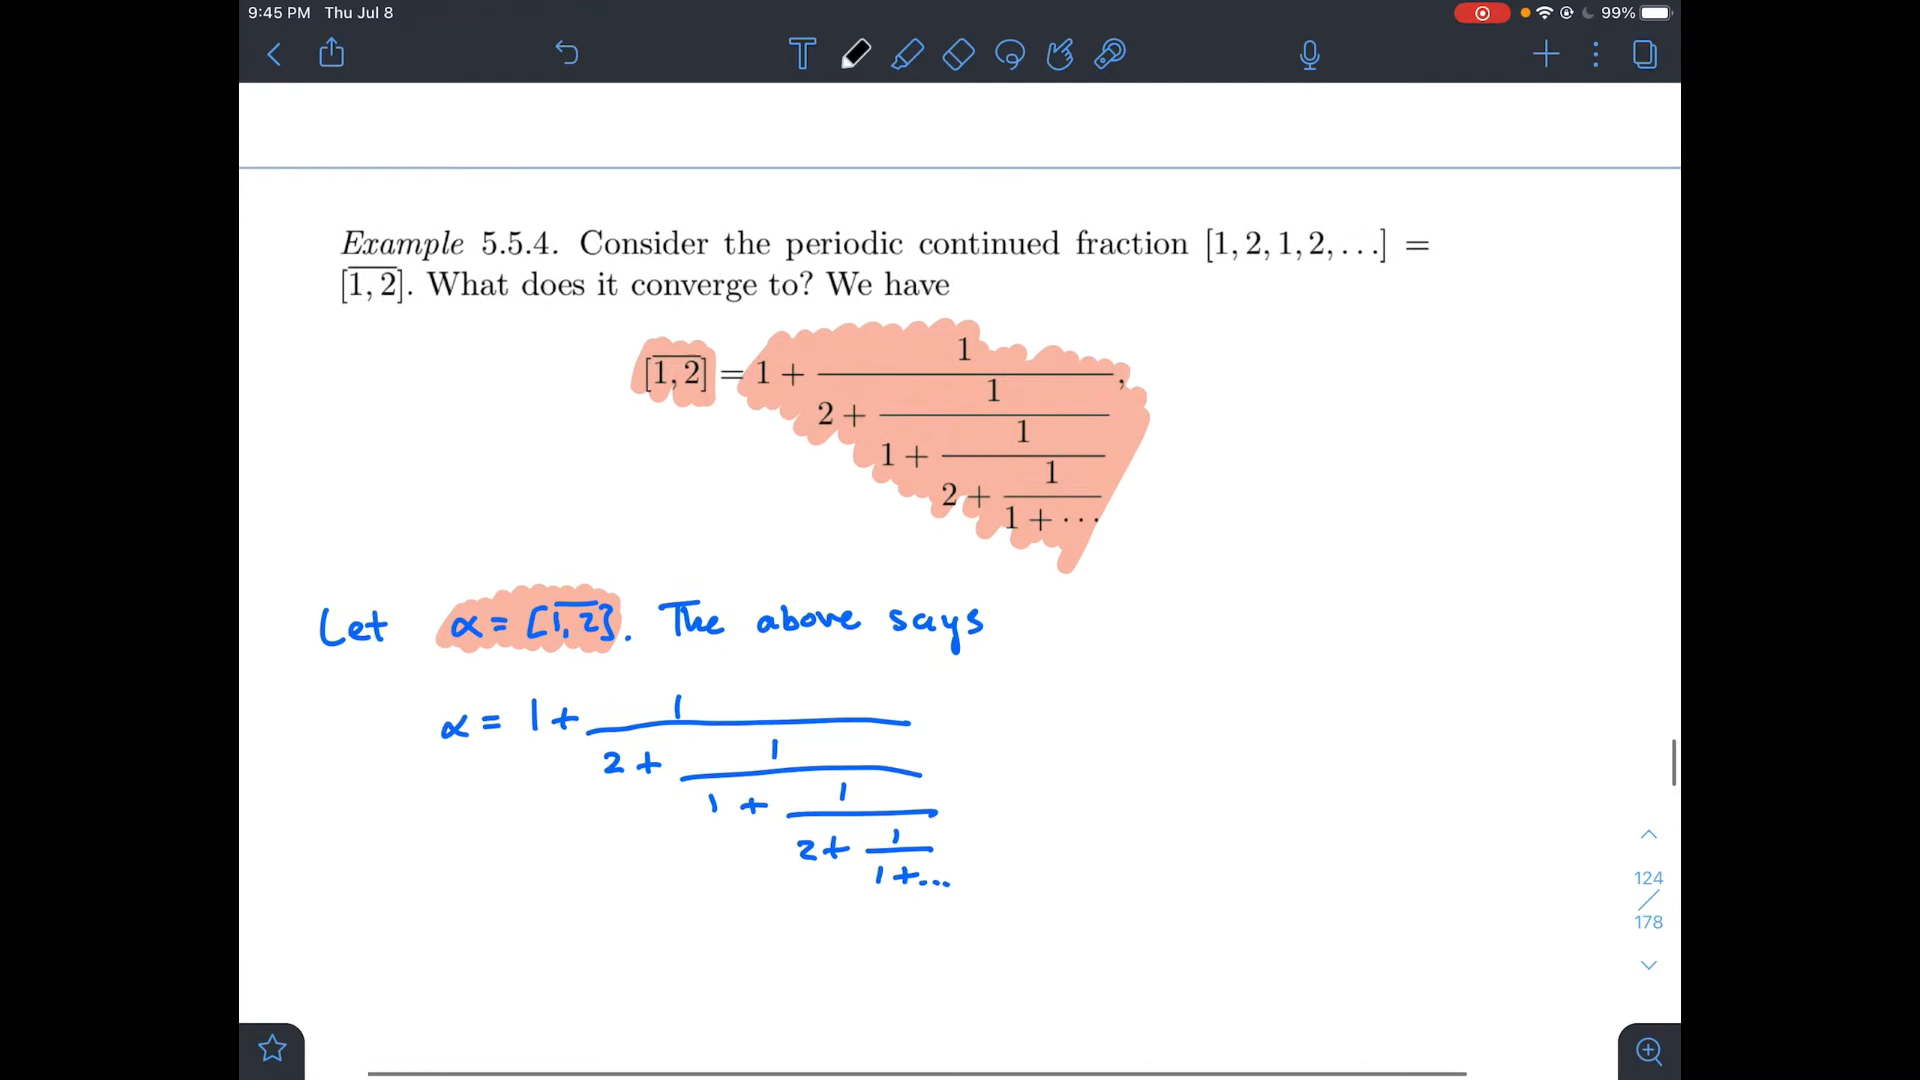 9:45 PM Thu Jul 8
99%
T
Example 5.5.4. Consider the periodic continued fraction [1, 2, 1, 2, . . .] =
[1, 2]. What does it converge to? We have
1
[1, 2] = 1 +
,
1
2 +
1
1 +
1
2 +
1 + · · ·
Let α = [1, 2]. The above says
1
α = 1 +
1
2 +
1
1 +
1
2 +
1 + ...
124
/
178